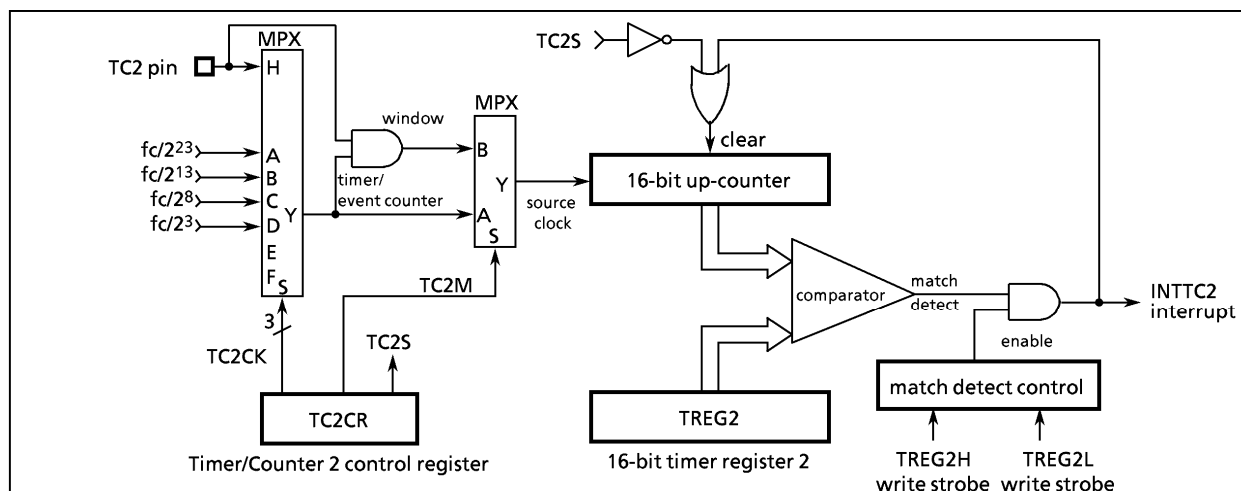 MPX
TC2 pin
H
fc/2²³
fc/2¹³
fc/2⁸
fc/2³
A
B
C
D
E
F
S
Y
3
TC2CK
window
timer/
event counter
MPX
B
Y
A
S
TC2M
TC2S
source
clock
TC2S
clear
16-bit up-counter
comparator
match
detect
enable
INTTC2
interrupt
match detect control
TREG2H
write strobe
TREG2L
write strobe
TC2CR
Timer/Counter 2 control register
TREG2
16-bit timer register 2